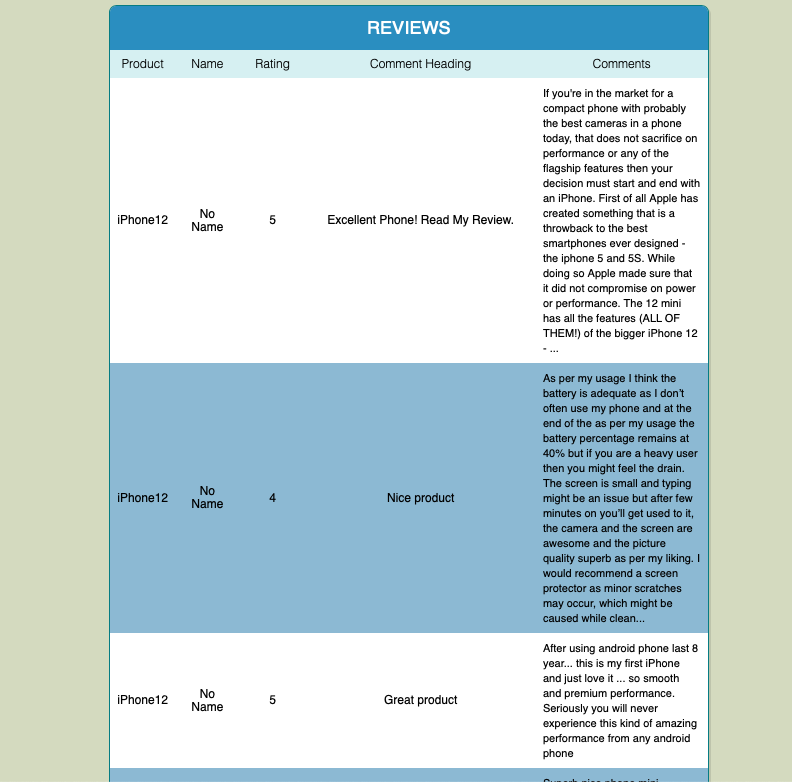 REVIEWS
Product Name Rating Comment Heading Comments
If you're in the market for a
compact phone with probably
the best cameras in a phone
today, that does not sacrifice on
performance or any of the
flagship features then your
decision must start and end with
an iPhone. First of all Apple has
created something that is a
throwback to the best
smartphones ever designed -
the iphone 5 and 5S. While
doing so Apple made sure that
it did not compromise on power
or performance. The 12 mini
has all the features (ALL OF
THEM!) of the bigger iPhone 12
- ...
iPhone12
No
Name
5
Excellent Phone! Read My Review.
As per my usage I think the
battery is adequate as I don't
often use my phone and at the
end of the as per my usage the
battery percentage remains at
40% but if you are a heavy user
then you might feel the drain.
The screen is small and typing
might be an issue but after few
minutes on you'll get used to it,
the camera and the screen are
awesome and the picture
quality superb as per my liking. I
would recommend a screen
protector as minor scratches
may occur, which might be
caused while clean...
iPhone12
No
Name
4
Nice product
After using android phone last 8
year... this is my first iPhone
and just love it ... so smooth
and premium performance.
Seriously you will never
experience this kind of amazing
performance from any android
phone
iPhone12
No
Name
5
Great product
Superb nice phone mini